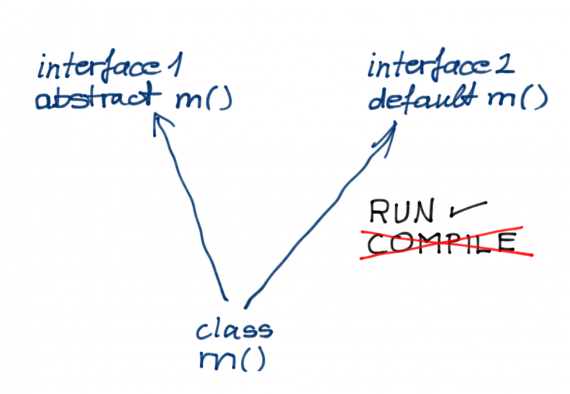 interface 1
abstract m()
interface 2
default m()
RUN ✓
COMPILE
class
m()